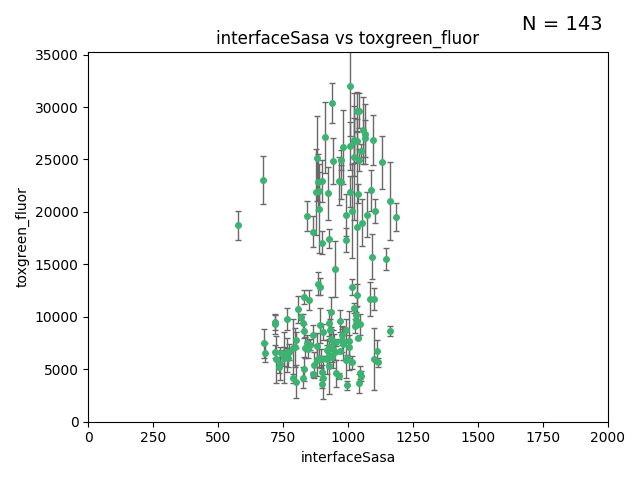 N = 143
interfaceSasa vs toxgreen_fluor
35000
30000
25000
20000
15000
10000
5000
0
toxgreen_fluor
0 250 500 750 1000 1250 1500 1750 2000
interfaceSasa